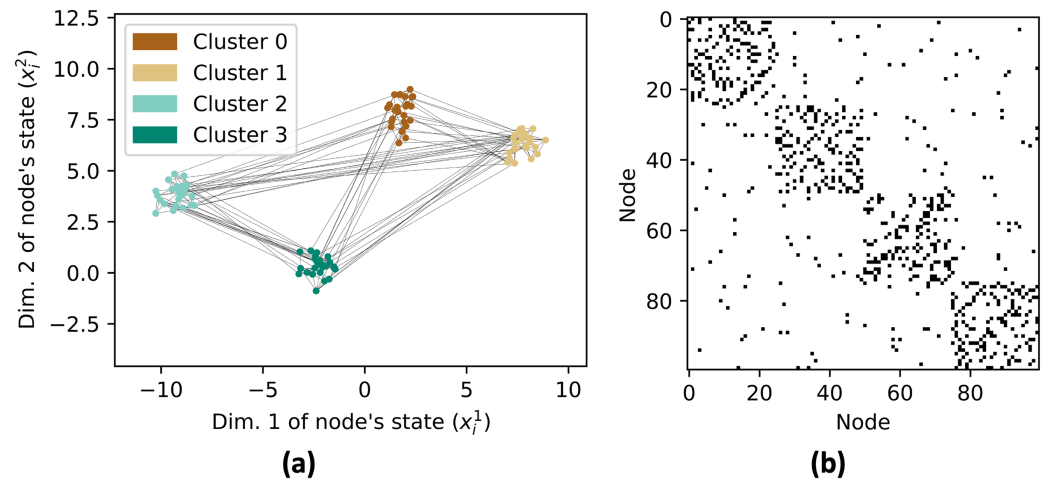 12.5
10.0
7.5
5.0
2.5
0.0
−2.5
Dim. 2 of node's state (x_i^2)
Cluster 0
Cluster 1
Cluster 2
Cluster 3
−10
−5
0
5
10
Dim. 1 of node's state (x_i^1)
(a)
0
20
40
60
80
Node
0
20
40
60
80
Node
(b)